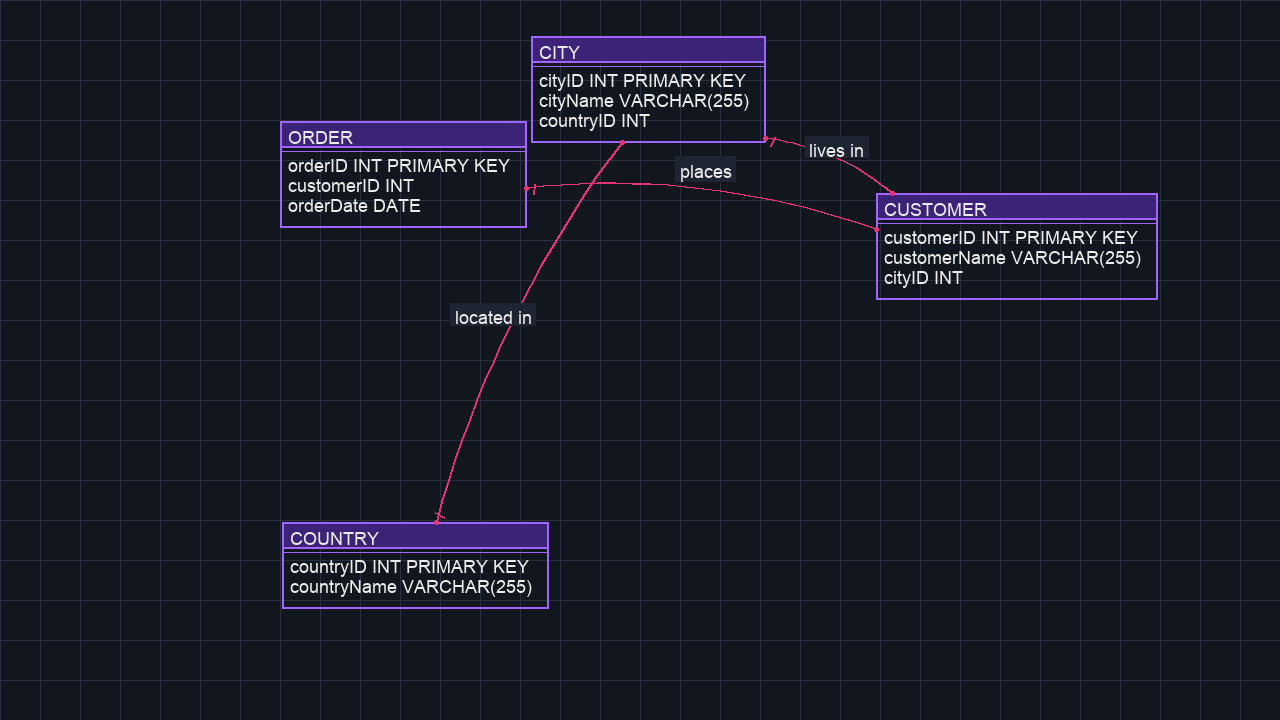 CITY
cityID INT PRIMARY KEY
cityName VARCHAR(255)
countryID INT
ORDER
orderID INT PRIMARY KEY
customerID INT
orderDate DATE
places
lives in
CUSTOMER
customerID INT PRIMARY KEY
customerName VARCHAR(255)
cityID INT
located in
COUNTRY
countryID INT PRIMARY KEY
countryName VARCHAR(255)